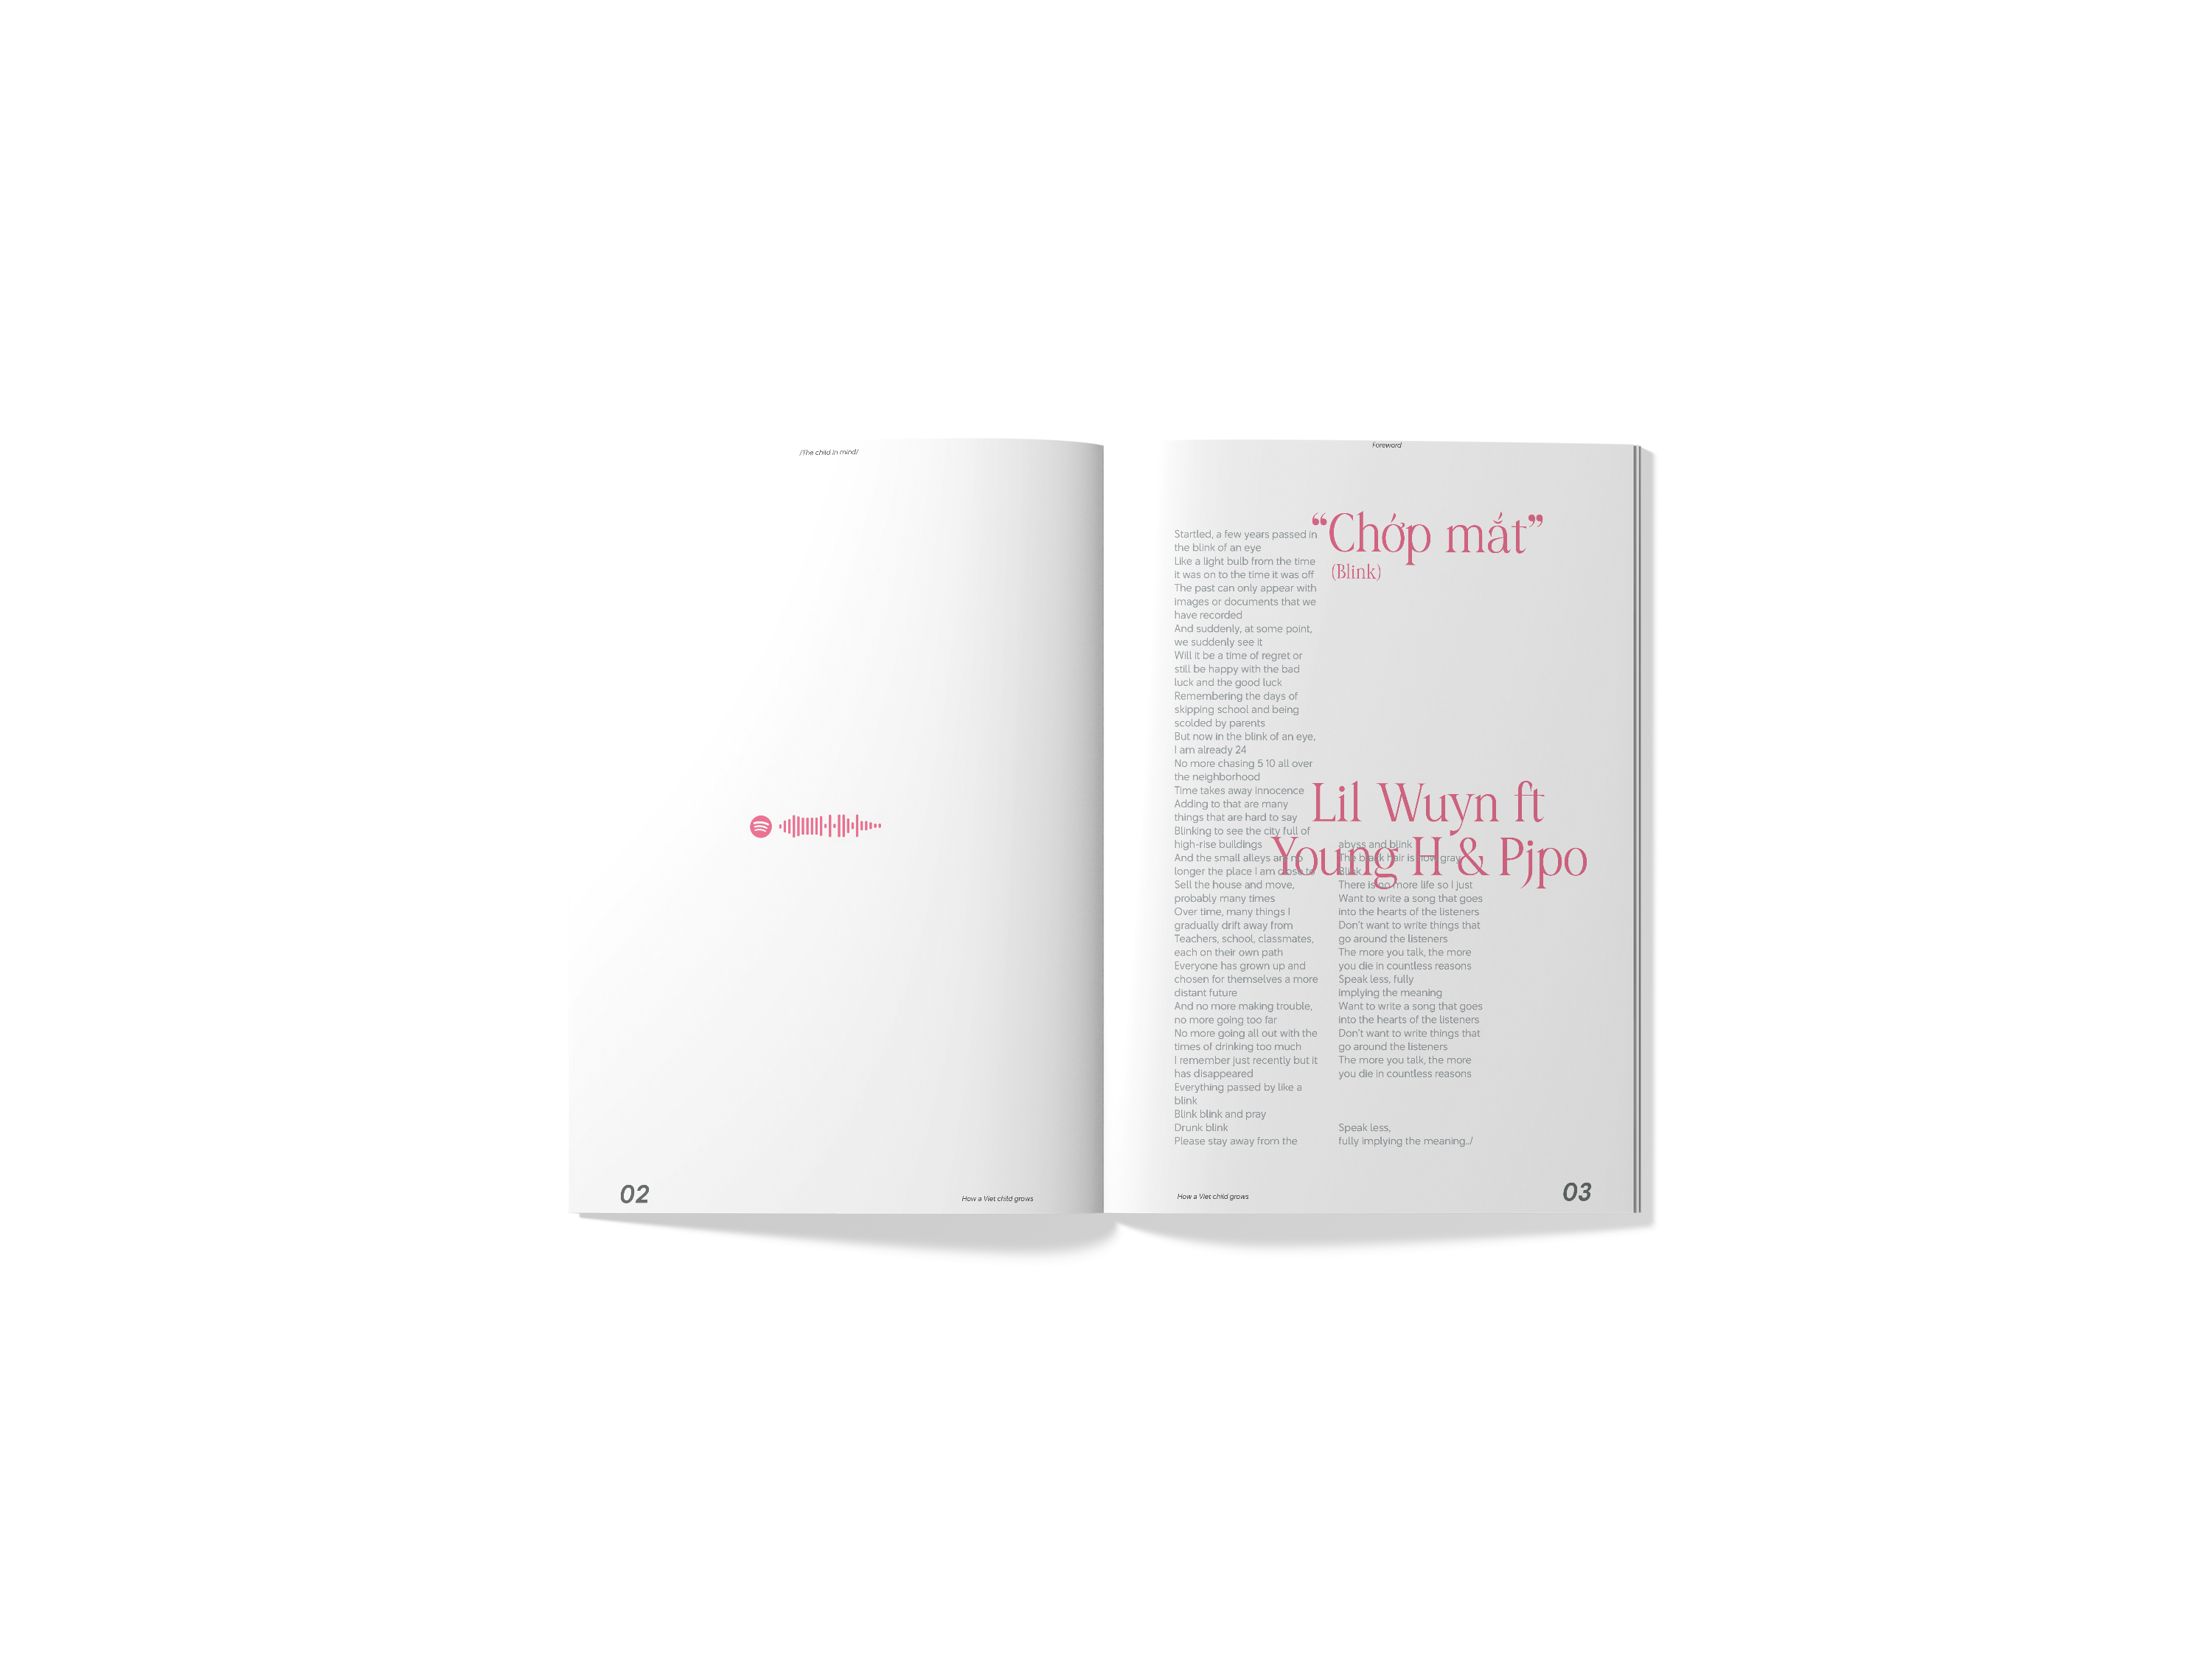 /The child in mind/
02
How a Viet child grows
Foreword
“Chớp mắt”
(Blink)
Lil Wuyn ft
Young H & Pjpo
Startled, a few years passed in
the blink of an eye
Like a light bulb from the time
it was on to the time it was off
The past can only appear with
images or documents that we
have recorded
And suddenly, at some point,
we suddenly see it
Will it be a time of regret or
still be happy with the bad
luck and the good luck
Remembering the days of
skipping school and being
scolded by parents
But now in the blink of an eye,
I am already 24
No more chasing 5 10 all over
the neighborhood
Time takes away innocence
Adding to that are many
things that are hard to say
Blinking to see the city full of
high-rise buildings
And the small alleys are no
longer the place I am close to
Sell the house and move,
probably many times
Over time, many things I
gradually drift away from
Teachers, school, classmates,
each on their own path
Everyone has grown up and
chosen for themselves a more
distant future
And no more making trouble,
no more going too far
No more going all out with the
times of drinking too much
I remember just recently but it
has disappeared
Everything passed by like a
blink
Blink blink and pray
Drunk blink
Please stay away from the
abyss and blink
The black hair is now gray
Blink
There is no more life so I just
Want to write a song that goes
into the hearts of the listeners
Don't want to write things that
go around the listeners
The more you talk, the more
you die in countless reasons
Speak less, fully
implying the meaning
Want to write a song that goes
into the hearts of the listeners
Don't want to write things that
go around the listeners
The more you talk, the more
you die in countless reasons
Speak less,
fully implying the meaning../
How a Viet child grows
03